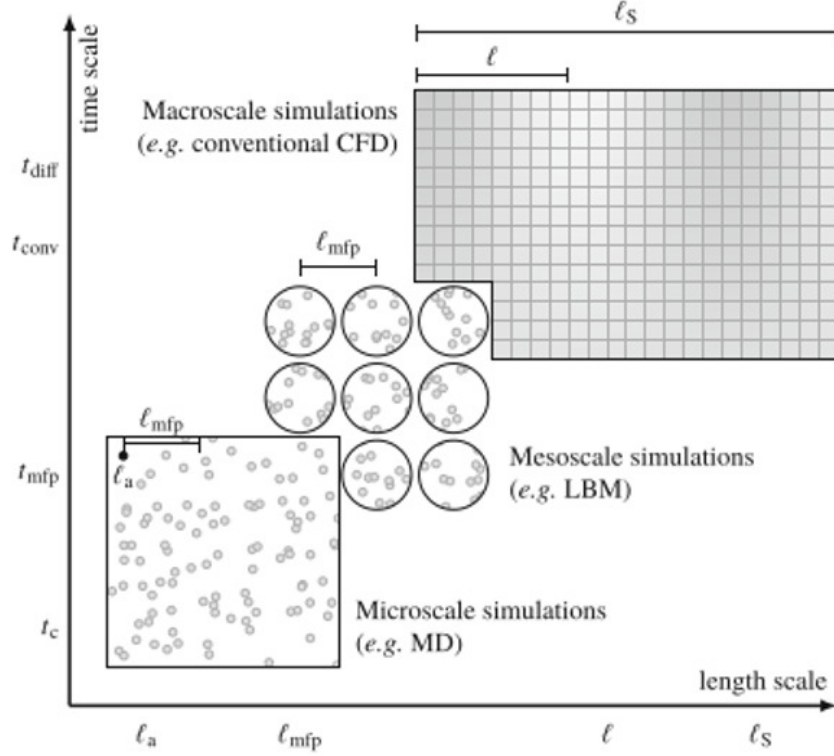 ℓS
time scale
ℓ
Macroscale simulations
(e.g. conventional CFD)
tdiff
tconv
ℓmfp
ℓmfp
ℓa
tmfp
Mesoscale simulations
(e.g. LBM)
tc
Microscale simulations
(e.g. MD)
length scale
ℓa ℓmfp ℓ ℓS